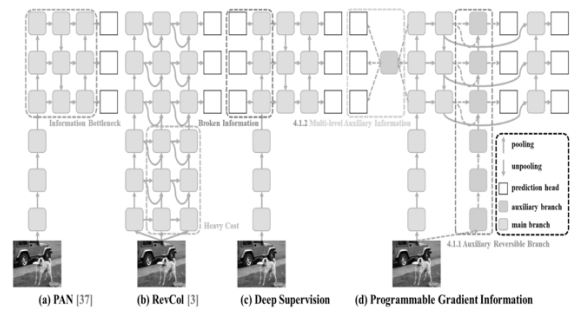 Information Bottleneck
Broken Information
4.1.2 Multi-level Auxiliary Information
Heavy Cost
4.1.1 Auxiliary Reversible Branch
pooling
unpooling
prediction head
auxiliary branch
main branch
(a) PAN [37]
(b) RevCol [3]
(c) Deep Supervision
(d) Programmable Gradient Information